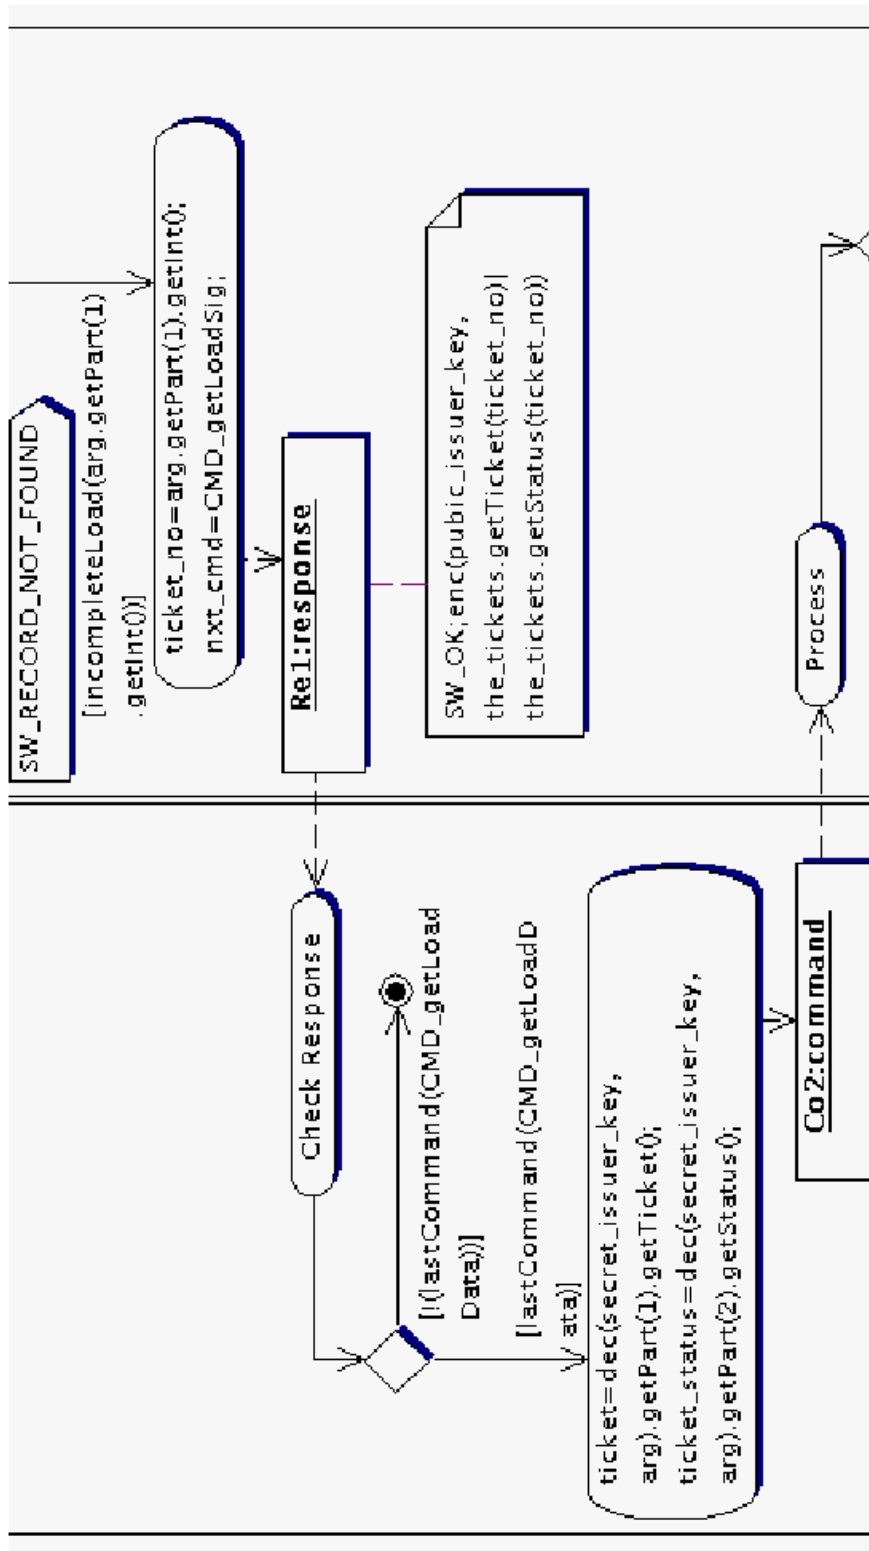 SW_RECORD_NOT_FOUND
[incompleteLoad(arg.getPart(1)
.getInt())]
ticket_no=arg.getPart(1).getInt();
nxt_cmd=CMD_getLoadSig;
Re1:response
SW_OK;enc(pubic_issuer_key,
the_tickets.getTicket(ticket_no)|
the_tickets.getStatus(ticket_no))
Process
Check Response
[!(lastCommand(CMD_getLoad
Data))]
[lastCommand(CMD_getLoadD
ata)]
ticket=dec(secret_issuer_key,
arg).getPart(1).getTicket();
ticket_status=dec(secret_issuer_key,
arg).getPart(2).getStatus();
Co2:command